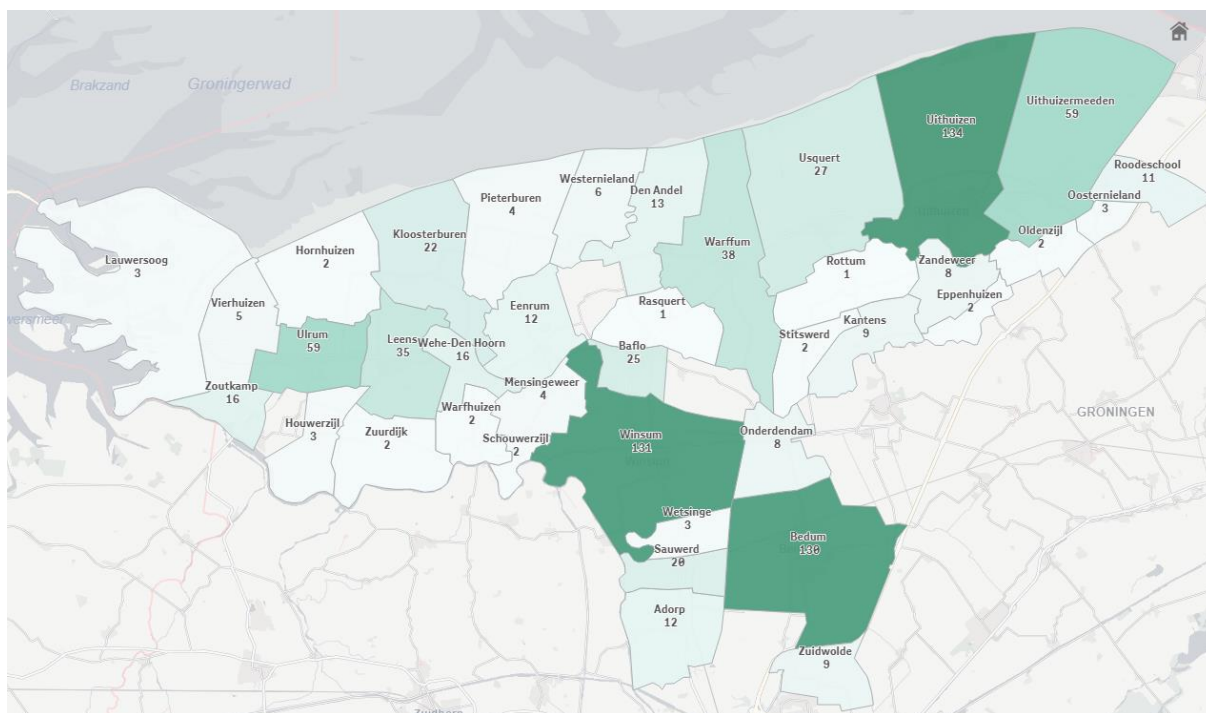 Brakzand
Groningerwad
Uithuizen
134
Uithuizermeeden
59
Usquert
27
Roodeschool
11
Westernieland
6
Den Andel
13
Pieterburen
4
Oosternieland
3
Kloosterburen
22
Oldenzijl
2
Warffum
38
Hornhuizen
2
Lauwersoog
3
Rottum
1
Zandeweer
8
Vierhuizen
5
Rasquert
1
Eenrum
12
Eppenhuizen
2
Kantens
9
Stitswerd
2
Ulrum
59
Leens
35
Wehe-Den Hoorn
16
Baflo
25
Zoutkamp
16
Mensingeweer
4
Warfhuizen
2
GRONINGEN
Houwerzijl
3
Zuurdijk
2
Schouwerzijl
2
Winsum
131
Onderdendam
8
Wetsinge
3
Bedum
130
Sauwerd
20
Adorp
12
Zuidwolde
9